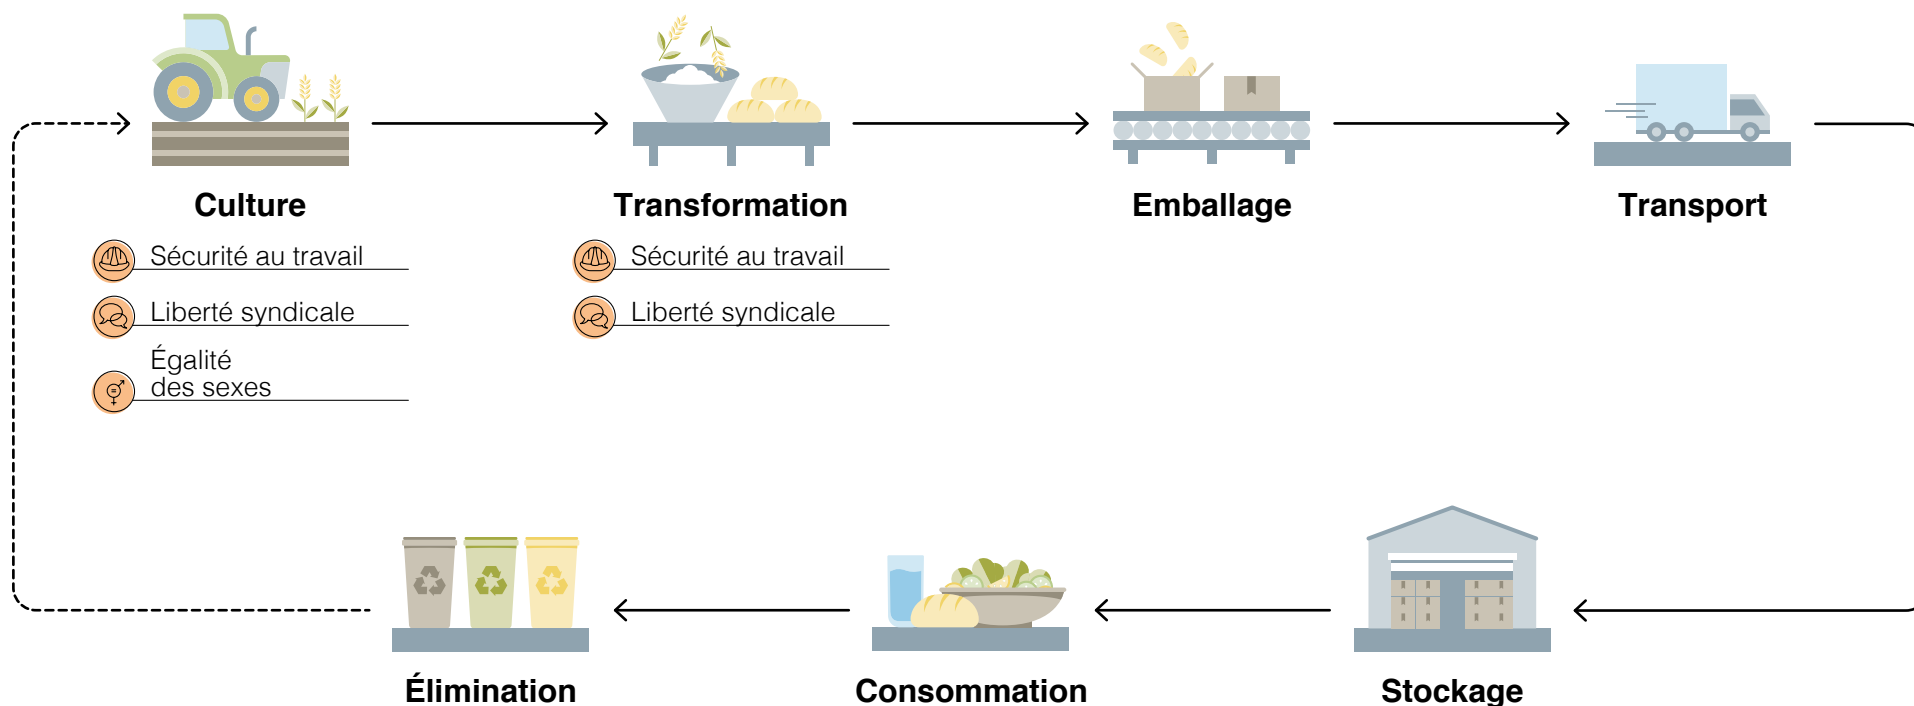 Culture
Transformation
Emballage
Transport
Sécurité au travail
Liberté syndicale
Égalité
des sexes
Sécurité au travail
Liberté syndicale
Élimination
Consommation
Stockage